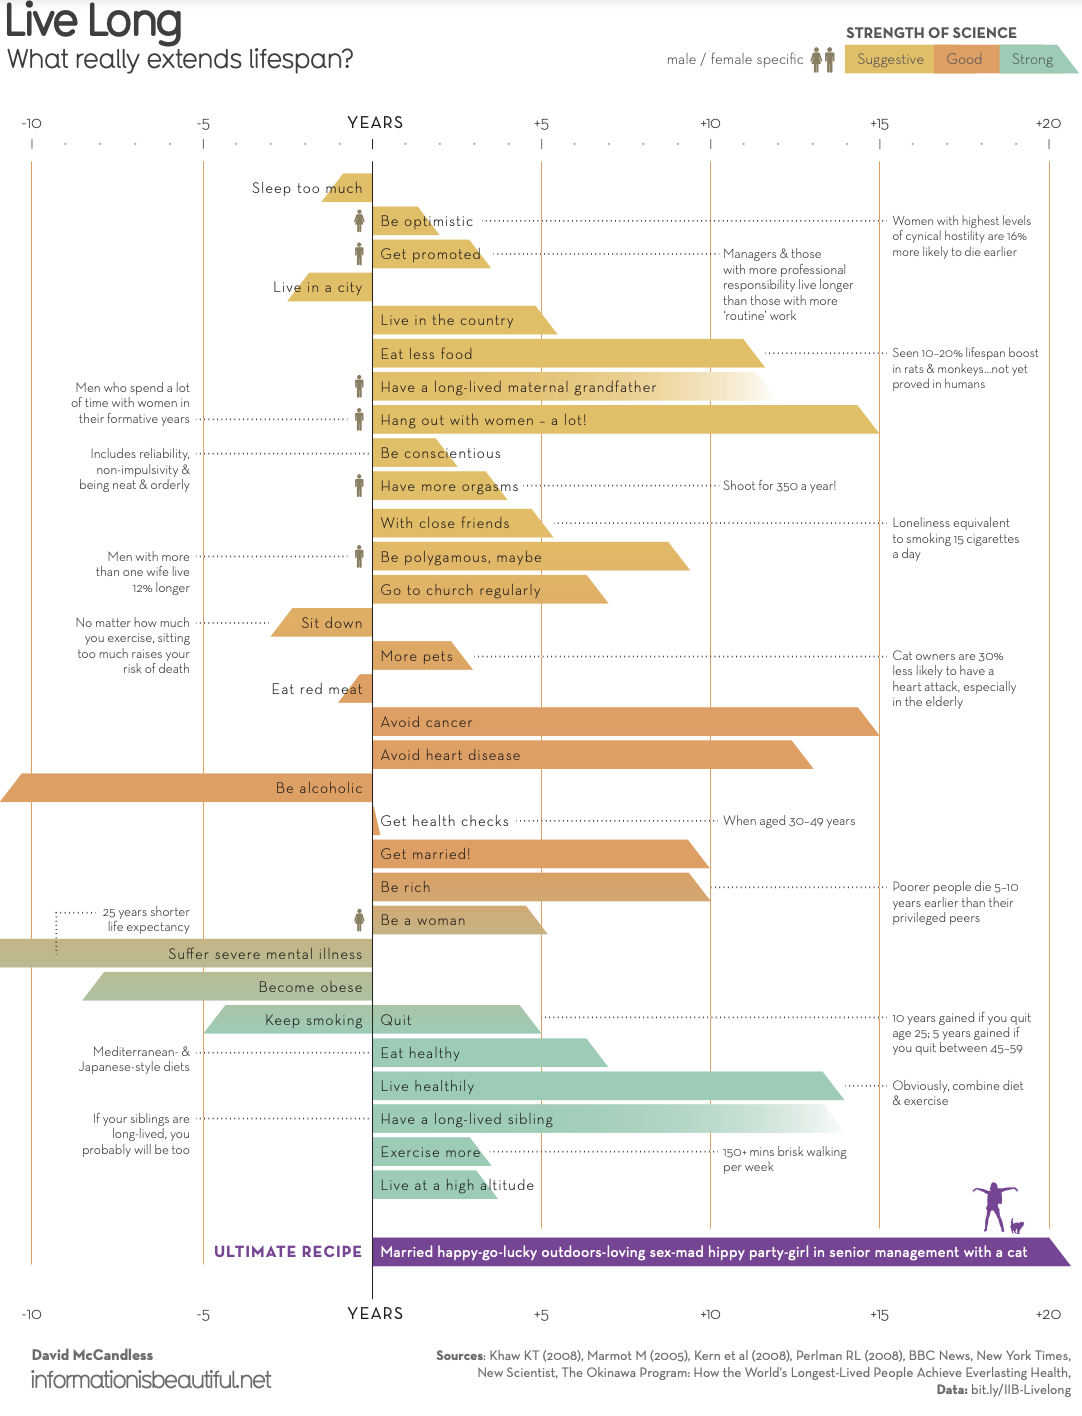 Live Long
What really extends lifespan?
STRENGTH OF SCIENCE
male / female specific
Suggestive Good Strong
-10 -5 YEARS +5 +10 +15 +20
Sleep too much
Be optimistic
Women with highest levels
of cynical hostility are 16%
more likely to die earlier
Get promoted
Managers & those
with more professional
responsibility live longer
than those with more
'routine' work
Live in a city
Live in the country
Eat less food
Seen 10-20% lifespan boost
in rats & monkeys...not yet
proved in humans
Have a long-lived maternal grandfather
Men who spend a lot
of time with women in
their formative years
Hang out with women – a lot!
Includes reliability,
non-impulsivity &
being neat & orderly
Be conscientious
Have more orgasms
Shoot for 350 a year!
With close friends
Loneliness equivalent
to smoking 15 cigarettes
a day
Men with more
than one wife live
12% longer
Be polygamous, maybe
Go to church regularly
No matter how much
you exercise, sitting
too much raises your
risk of death
Sit down
More pets
Cat owners are 30%
less likely to have a
heart attack, especially
in the elderly
Eat red meat
Avoid cancer
Avoid heart disease
Be alcoholic
Get health checks
When aged 30-49 years
Get married!
Be rich
Poorer people die 5-10
years earlier than their
privileged peers
Be a woman
25 years shorter
life expectancy
Suffer severe mental illness
Become obese
Keep smoking Quit
10 years gained if you quit
age 25; 5 years gained if
you quit between 45-59
Mediterranean- &
Japanese-style diets
Eat healthy
Live healthily
Obviously, combine diet
& exercise
If your siblings are
long-lived, you
probably will be too
Have a long-lived sibling
Exercise more
150+ mins brisk walking
per week
Live at a high altitude
ULTIMATE RECIPE
Married happy-go-lucky outdoors-loving sex-mad hippy party-girl in senior management with a cat
-10 -5 YEARS +5 +10 +15 +20
David McCandless
informationisbeautiful.net
Sources: Khaw KT (2008), Marmot M (2005), Kern et al (2008), Perlman RL (2008), BBC News, New York Times,
New Scientist, The Okinawa Program: How the World's Longest-Lived People Achieve Everlasting Health,
Data: bit.ly/IIB-Livelong